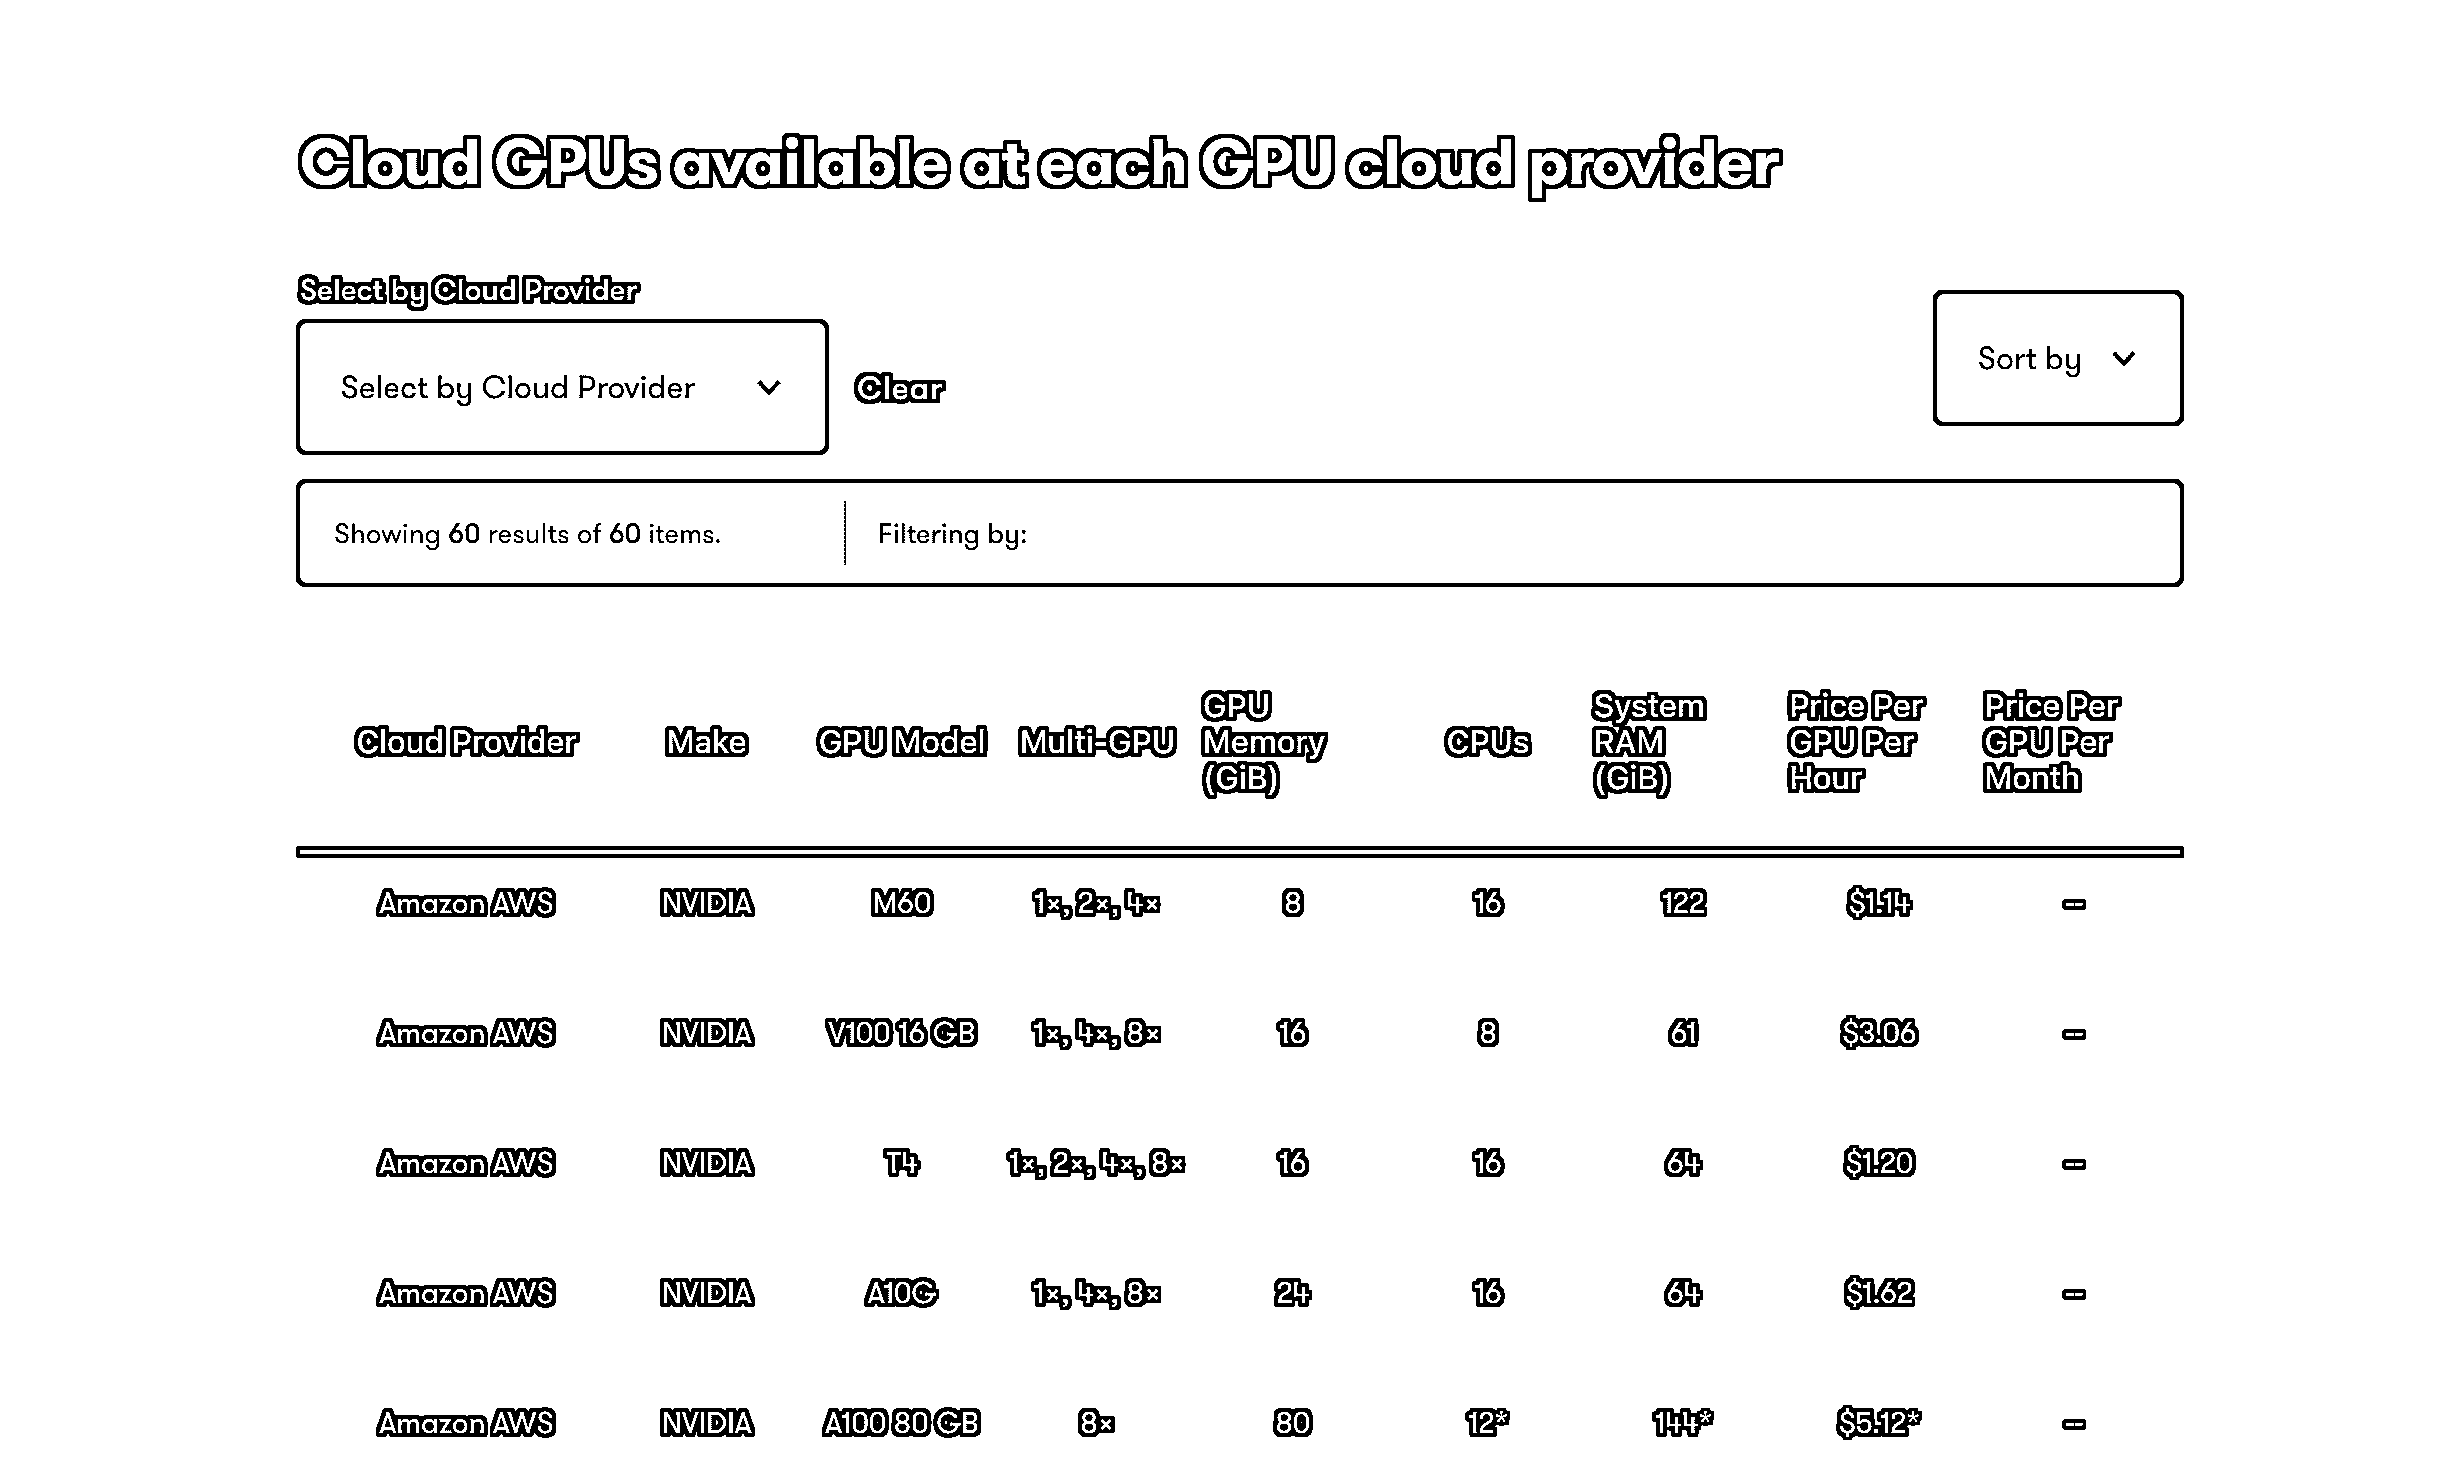 Cloud GPUs available at each GPU cloud provider
Select by Cloud Provider
Select by Cloud Provider
Clear
Sort by
Showing 60 results of 60 items.
Filtering by:
Cloud Provider Make GPU Model Multi-GPU GPU Memory (GiB) CPUs System RAM (GiB) Price Per GPU Per Hour Price Per GPU Per Month
Amazon AWS NVIDIA M60 1x, 2x, 4x 8 16 122 $1.14 –
Amazon AWS NVIDIA V100 16 GB 1x, 4x, 8x 16 8 61 $3.06 –
Amazon AWS NVIDIA T4 1x, 2x, 4x, 8x 16 16 64 $1.20 –
Amazon AWS NVIDIA A10G 1x, 4x, 8x 24 16 64 $1.62 –
Amazon AWS NVIDIA A100 80 GB 8x 80 12* 144* $5.12* –